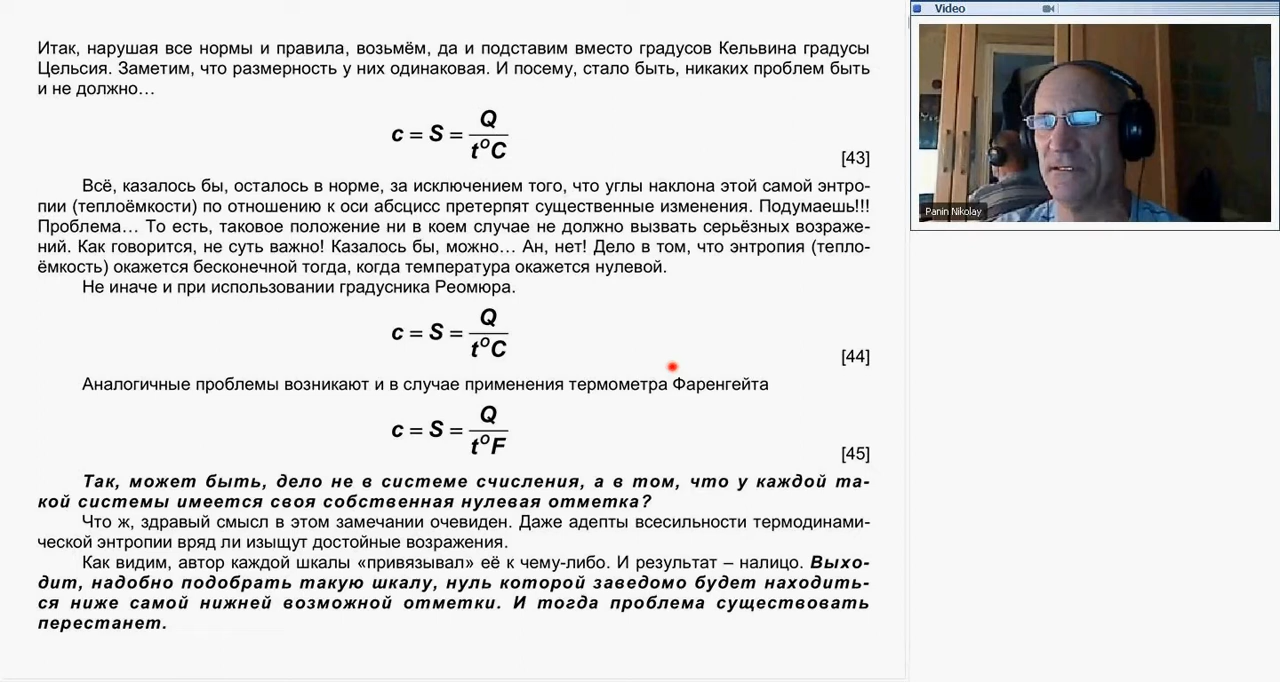 Итак, нарушая все нормы и правила, возьмём, да и подставим вместо градусов Кельвина градусы
Цельсия. Заметим, что размерность у них одинаковая. И посему, стало быть, никаких проблем быть
и не должно…
c = S = Q / t°C
[43]
Всё, казалось бы, осталось в норме, за исключением того, что углы наклона этой самой энтро-
пии (теплоёмкости) по отношению к оси абсцисс претерпят существенные изменения. Подумаешь!!!
Проблема… То есть, таковое положение ни в коем случае не должно вызвать серьёзных возраже-
ний. Как говорится, не суть важно! Казалось бы, можно… Ан, нет! Дело в том, что энтропия (тепло-
ёмкость) окажется бесконечной тогда, когда температура окажется нулевой.
Не иначе и при использовании градусника Реомюра.
c = S = Q / t°C
[44]
Аналогичные проблемы возникают и в случае применения термометра Фаренгейта
c = S = Q / t°F
[45]
Так, может быть, дело не в системе счисления, а в том, что у каждой та-
кой системы имеется своя собственная нулевая отметка?
Что ж, здравый смысл в этом замечании очевиден. Даже адепты всесильности термодинами-
ческой энтропии вряд ли изыщут достойные возражения.
Как видим, автор каждой шкалы «привязывал» её к чему-либо. И результат – налицо. Выхо-
дит, надобно подобрать такую шкалу, нуль которой заведомо будет находить-
ся ниже самой нижней возможной отметки. И тогда проблема существовать
перестанет.
Video
Panin Nikolay